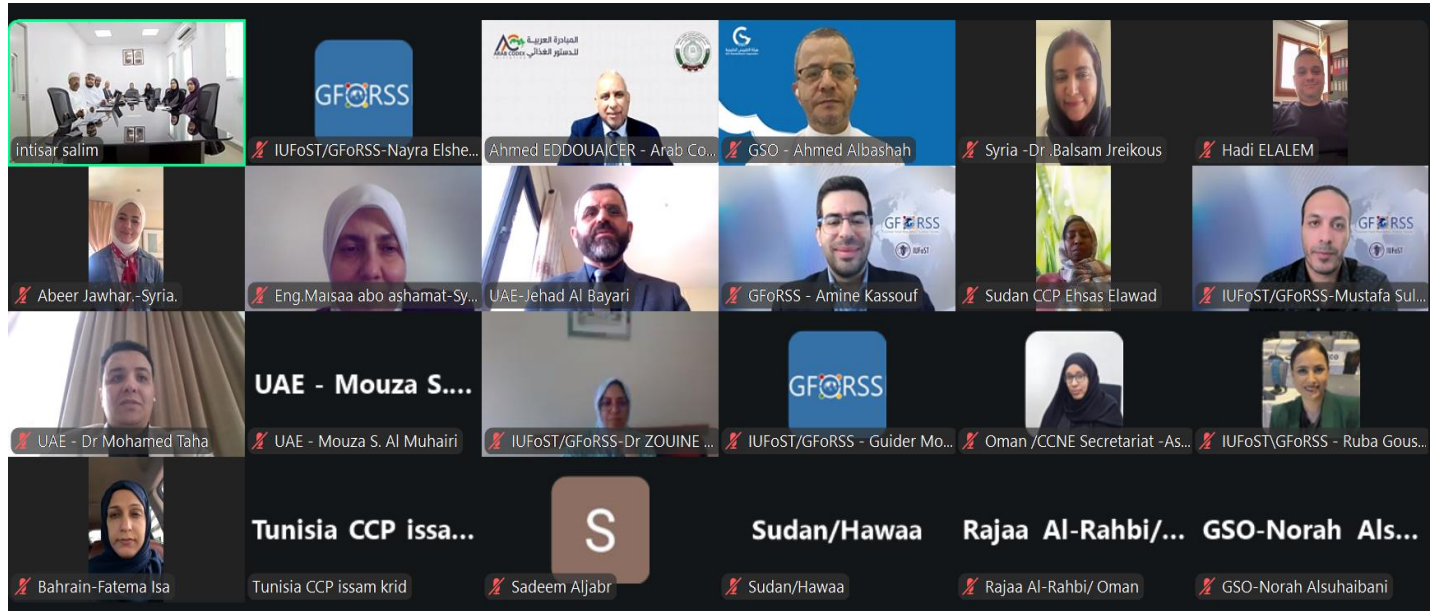 intisar salim
GFORSS
IUFoST/GFoRSS-Nayra Elshe...
المبادرة العربية
للدستور الغذائي
ARAB CODEX
Ahmed EDDOUAICER - Arab Co...
GSO - Ahmed Albashah
Syria -Dr .Balsam Jreikous
Hadi ELALEM
Abeer Jawhar.-Syria.
Eng.Maisaa abo ashamat-Sy...
UAE-Jehad Al Bayari
GFORSS
IUFoST
GFoRSS - Amine Kassouf
Sudan CCP Ehsas Elawad
GFORSS
IUFoST
IUFoST/GFoRSS-Mustafa Sul...
UAE - Dr Mohamed Taha
UAE - Mouza S....
UAE - Mouza S. Al Muhairi
IUFoST/GFoRSS-Dr ZOUINE ...
GFORSS
IUFoST/GFoRSS - Guider Mo...
Oman /CCNE Secretariat -As...
IUFoST\GFoRSS - Ruba Gous...
Bahrain-Fatema Isa
Tunisia CCP issa...
Tunisia CCP issam krid
S
Sadeem Aljabr
Sudan/Hawaa
Sudan/Hawaa
Rajaa Al-Rahbi/...
Rajaa Al-Rahbi/ Oman
GSO-Norah Als...
GSO-Norah Alsuhaibani